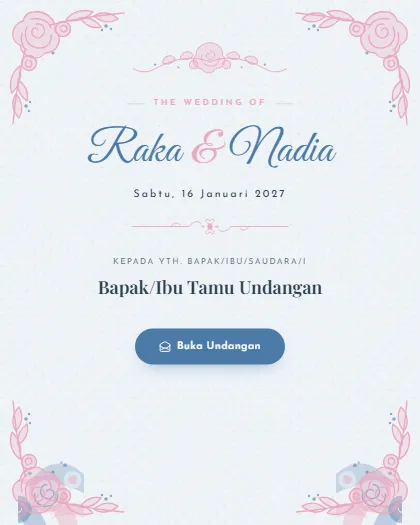 THE WEDDING OF
Raka & Nadia
Sabtu, 16 Januari 2027
KEPADA YTH. BAPAK/IBU/SAUDARA/I
Bapak/Ibu Tamu Undangan
Buka Undangan